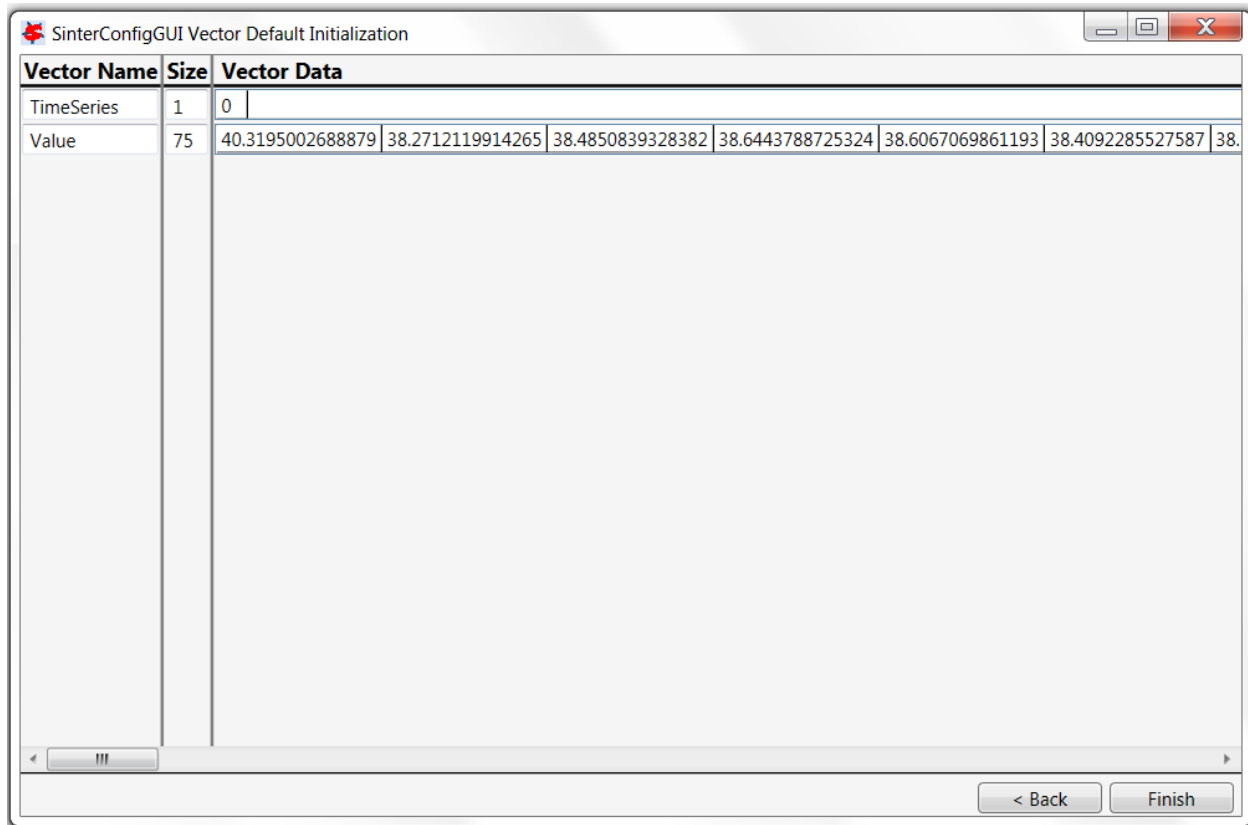 SinterConfigGUI Vector Default Initialization
Vector Name Size Vector Data
TimeSeries 1 0
Value 75 40.3195002688879 38.2712119914265 38.4850839328382 38.6443788725324 38.6067069861193 38.4092285527587 38.
< Back Finish